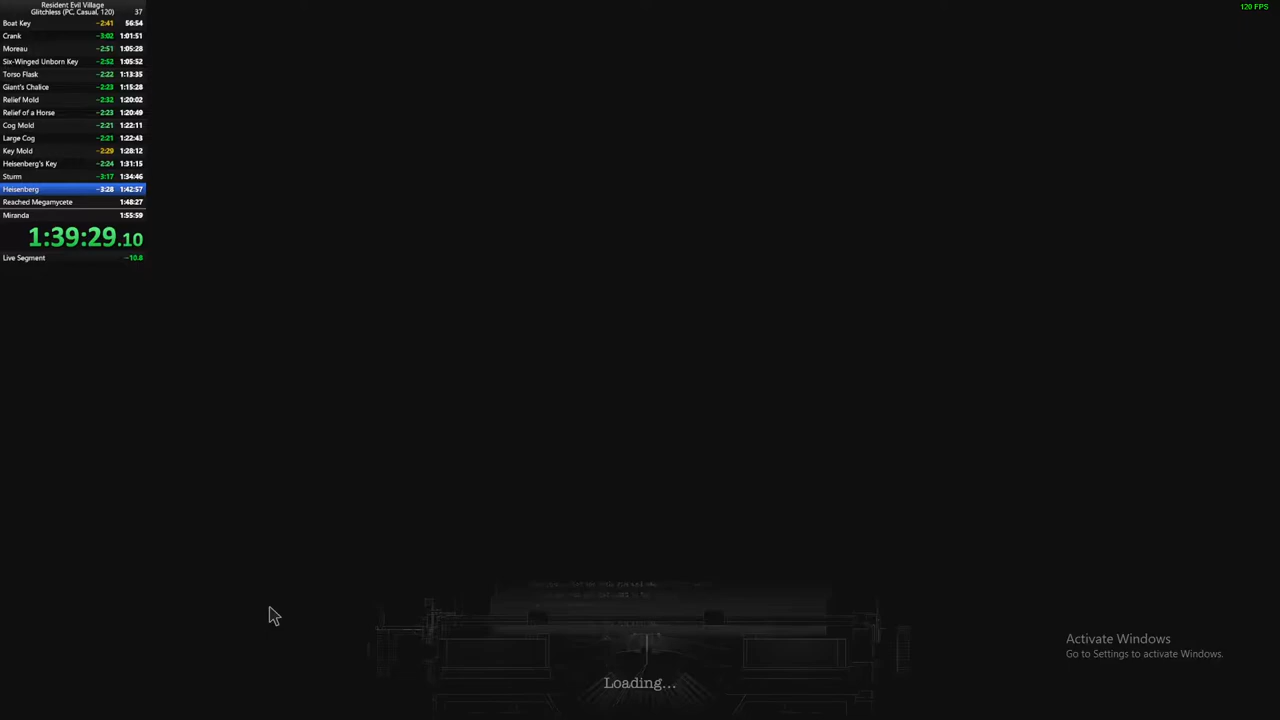 Resident Evil Village
Glitchless (PC, Casual, 120) 37
Boat Key -2:41 56:54
Crank -3:02 1:01:51
Moreau -2:51 1:05:28
Six-Winged Unborn Key -2:52 1:05:52
Torso Flask -2:22 1:13:35
Giant's Chalice -2:23 1:15:28
Relief Mold -2:32 1:20:02
Relief of a Horse -2:23 1:20:49
Cog Mold -2:21 1:22:11
Large Cog -2:21 1:22:43
Key Mold -2:29 1:28:12
Heisenberg's Key -2:24 1:31:15
Sturm -3:17 1:34:46
Heisenberg -3:28 1:42:57
Reached Megamycete 1:48:27
Miranda 1:55:59
1:39:29.10
Live Segment -10.8
120 FPS
Activate Windows
Go to Settings to activate Windows.
Loading...